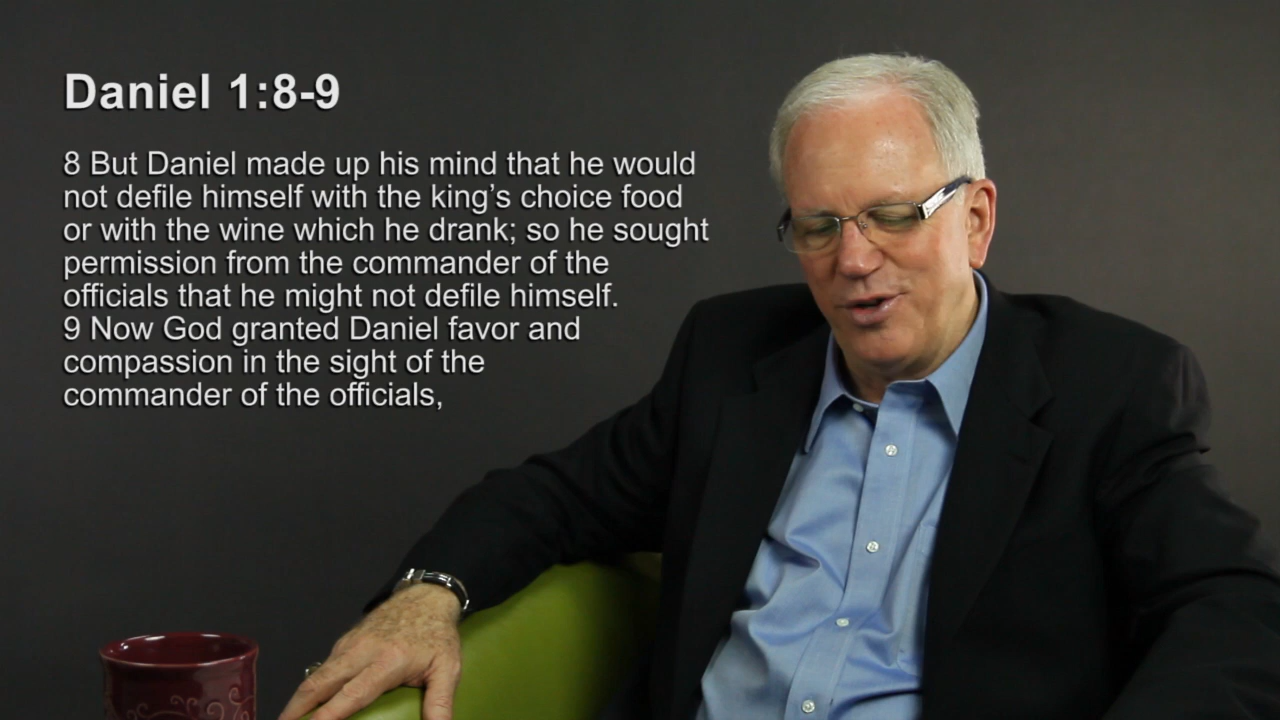 Daniel 1:8-9
8 But Daniel made up his mind that he would
not defile himself with the king's choice food
or with the wine which he drank; so he sought
permission from the commander of the
officials that he might not defile himself.
9 Now God granted Daniel favor and
compassion in the sight of the
commander of the officials,